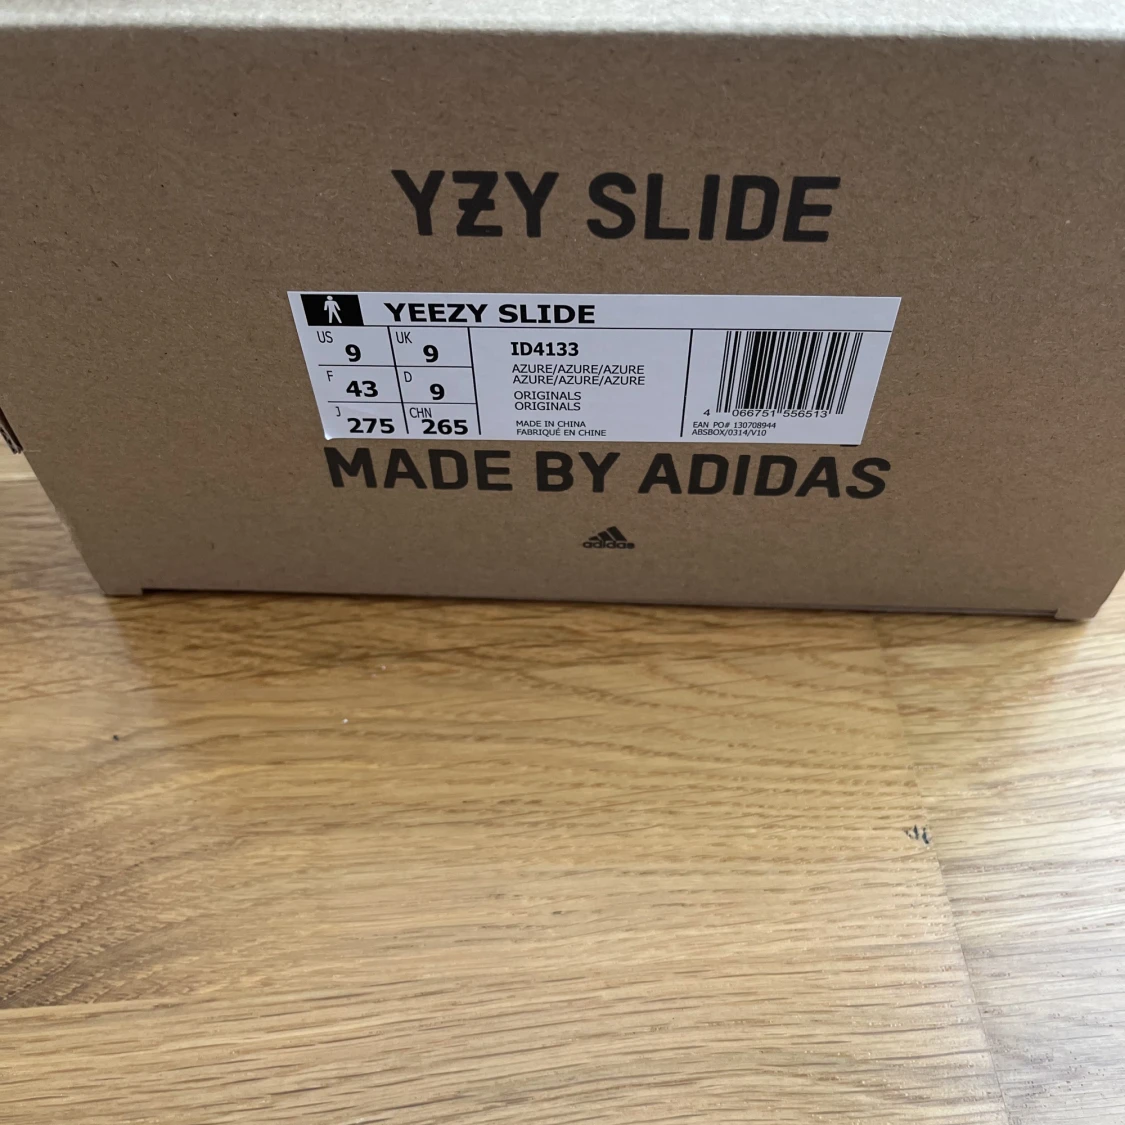 YZY SLIDE
YEEZY SLIDE
US 9 UK 9
F 43 D 9
J 275 CHN 265
ID4133
AZURE/AZURE/AZURE
AZURE/AZURE/AZURE
ORIGINALS
ORIGINALS
MADE IN CHINA
FABRIQUÉ EN CHINE
4 066751 556513
EAN PO# 130708944
ABSBOX/0314/V10
MADE BY ADIDAS
adidas